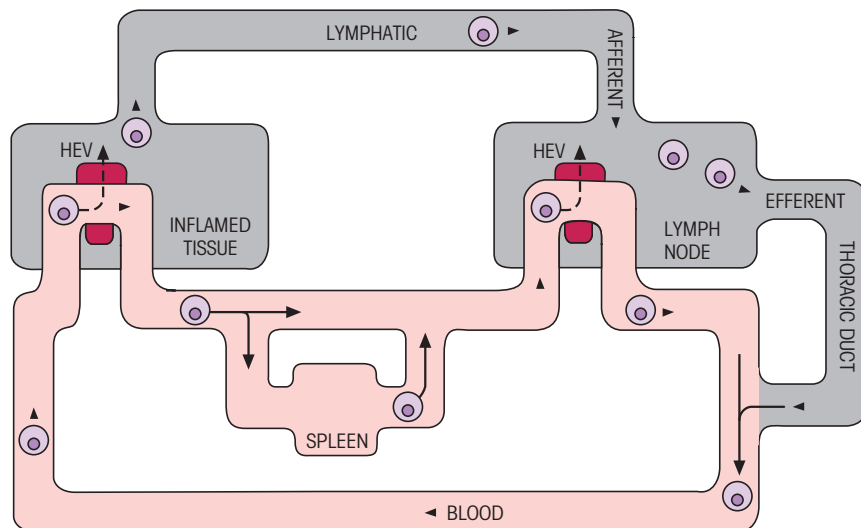 LYMPHATIC
AFFERENT
HEV
HEV
INFLAMED
TISSUE
LYMPH
NODE
EFFERENT
THORACIC DUCT
SPLEEN
BLOOD